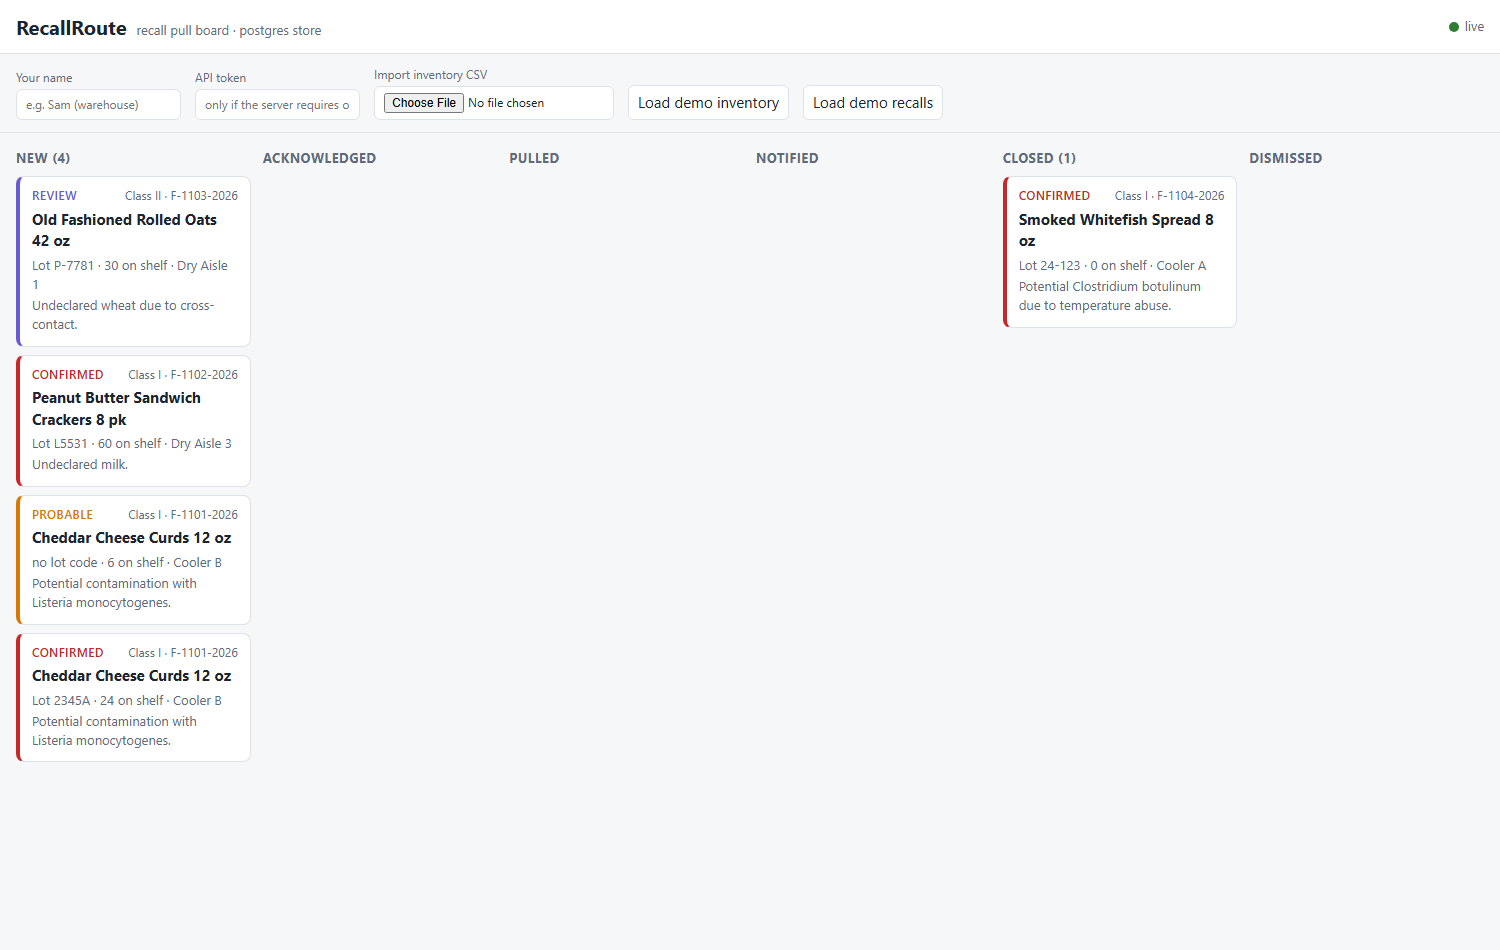 RecallRoute recall pull board · postgres store
live
Your name
API token
Import inventory CSV
e.g. Sam (warehouse)
only if the server requires o
Choose File No file chosen
Load demo inventory
Load demo recalls
NEW (4)
REVIEW Class II · F-1103-2026
Old Fashioned Rolled Oats
42 oz
Lot P-7781 · 30 on shelf · Dry Aisle
1
Undeclared wheat due to cross-
contact.
CONFIRMED Class I · F-1102-2026
Peanut Butter Sandwich
Crackers 8 pk
Lot L5531 · 60 on shelf · Dry Aisle 3
Undeclared milk.
PROBABLE Class I · F-1101-2026
Cheddar Cheese Curds 12 oz
no lot code · 6 on shelf · Cooler B
Potential contamination with
Listeria monocytogenes.
CONFIRMED Class I · F-1101-2026
Cheddar Cheese Curds 12 oz
Lot 2345A · 24 on shelf · Cooler B
Potential contamination with
Listeria monocytogenes.
ACKNOWLEDGED
PULLED
NOTIFIED
CLOSED (1)
CONFIRMED Class I · F-1104-2026
Smoked Whitefish Spread 8
oz
Lot 24-123 · 0 on shelf · Cooler A
Potential Clostridium botulinum
due to temperature abuse.
DISMISSED